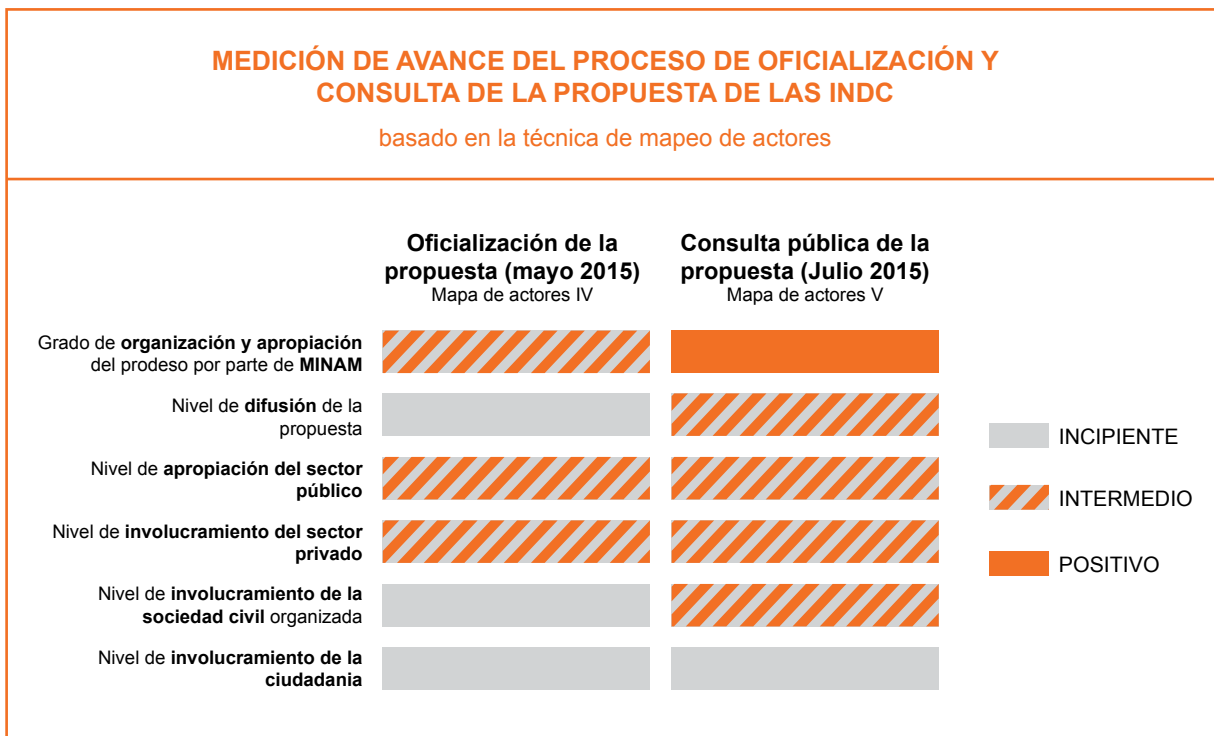 MEDICIÓN DE AVANCE DEL PROCESO DE OFICIALIZACIÓN Y
CONSULTA DE LA PROPUESTA DE LAS INDC
basado en la técnica de mapeo de actores
Oficialización de la
propuesta (mayo 2015)
Mapa de actores IV
Consulta pública de la
propuesta (Julio 2015)
Mapa de actores V
Grado de organización y apropiación
del prodeso por parte de MINAM
Nivel de difusión de la
propuesta
Nivel de apropiación del sector
público
Nivel de involucramiento del sector
privado
Nivel de involucramiento de la
sociedad civil organizada
Nivel de involucramiento de la
ciudadania
INCIPIENTE
INTERMEDIO
POSITIVO